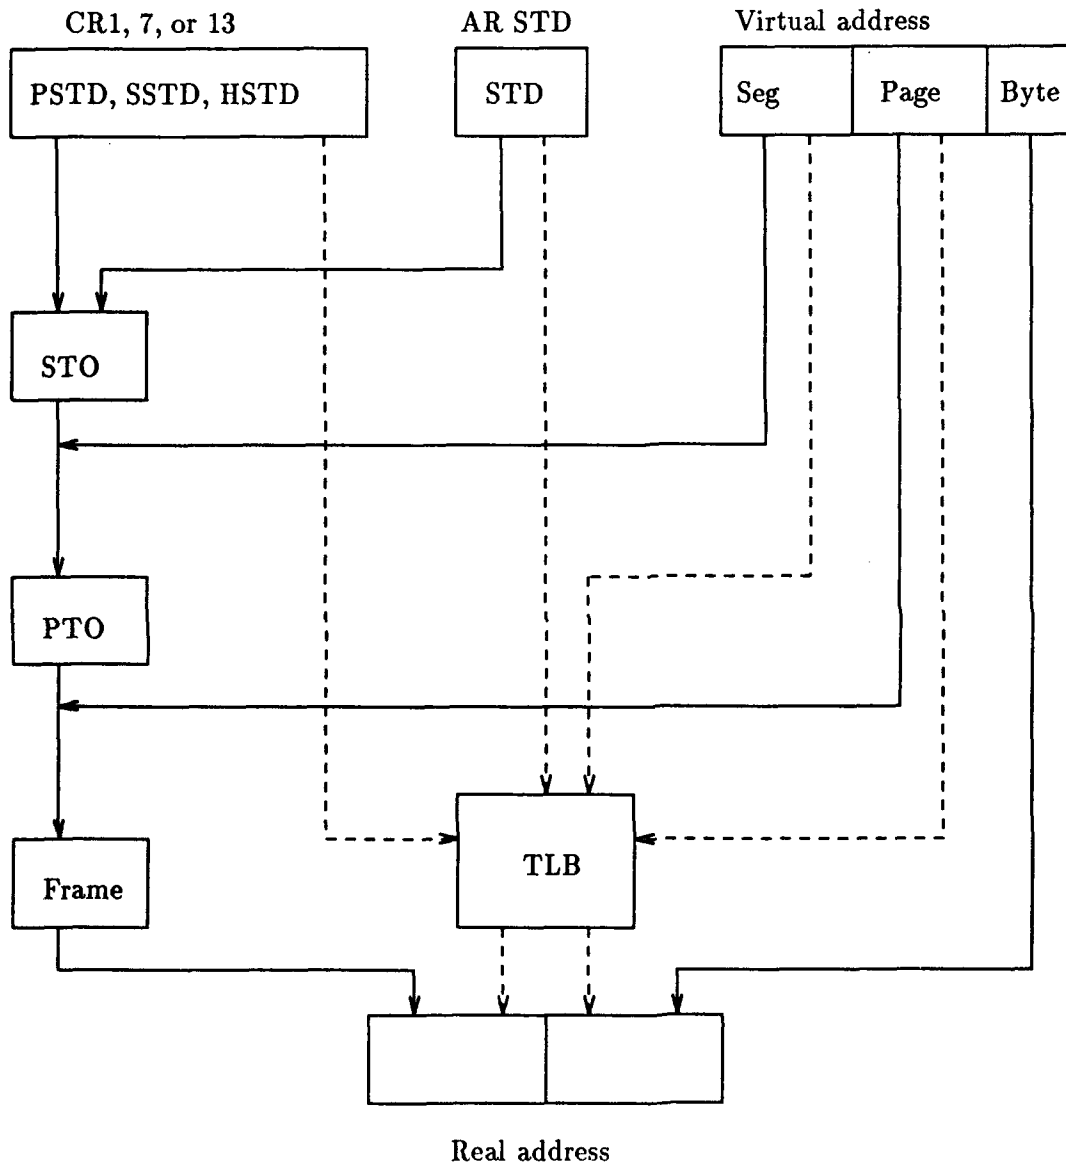 CR1, 7, or 13
AR STD
Virtual address
PSTD, SSTD, HSTD
STD
Seg
Page
Byte
STO
PTO
TLB
Frame
Real address